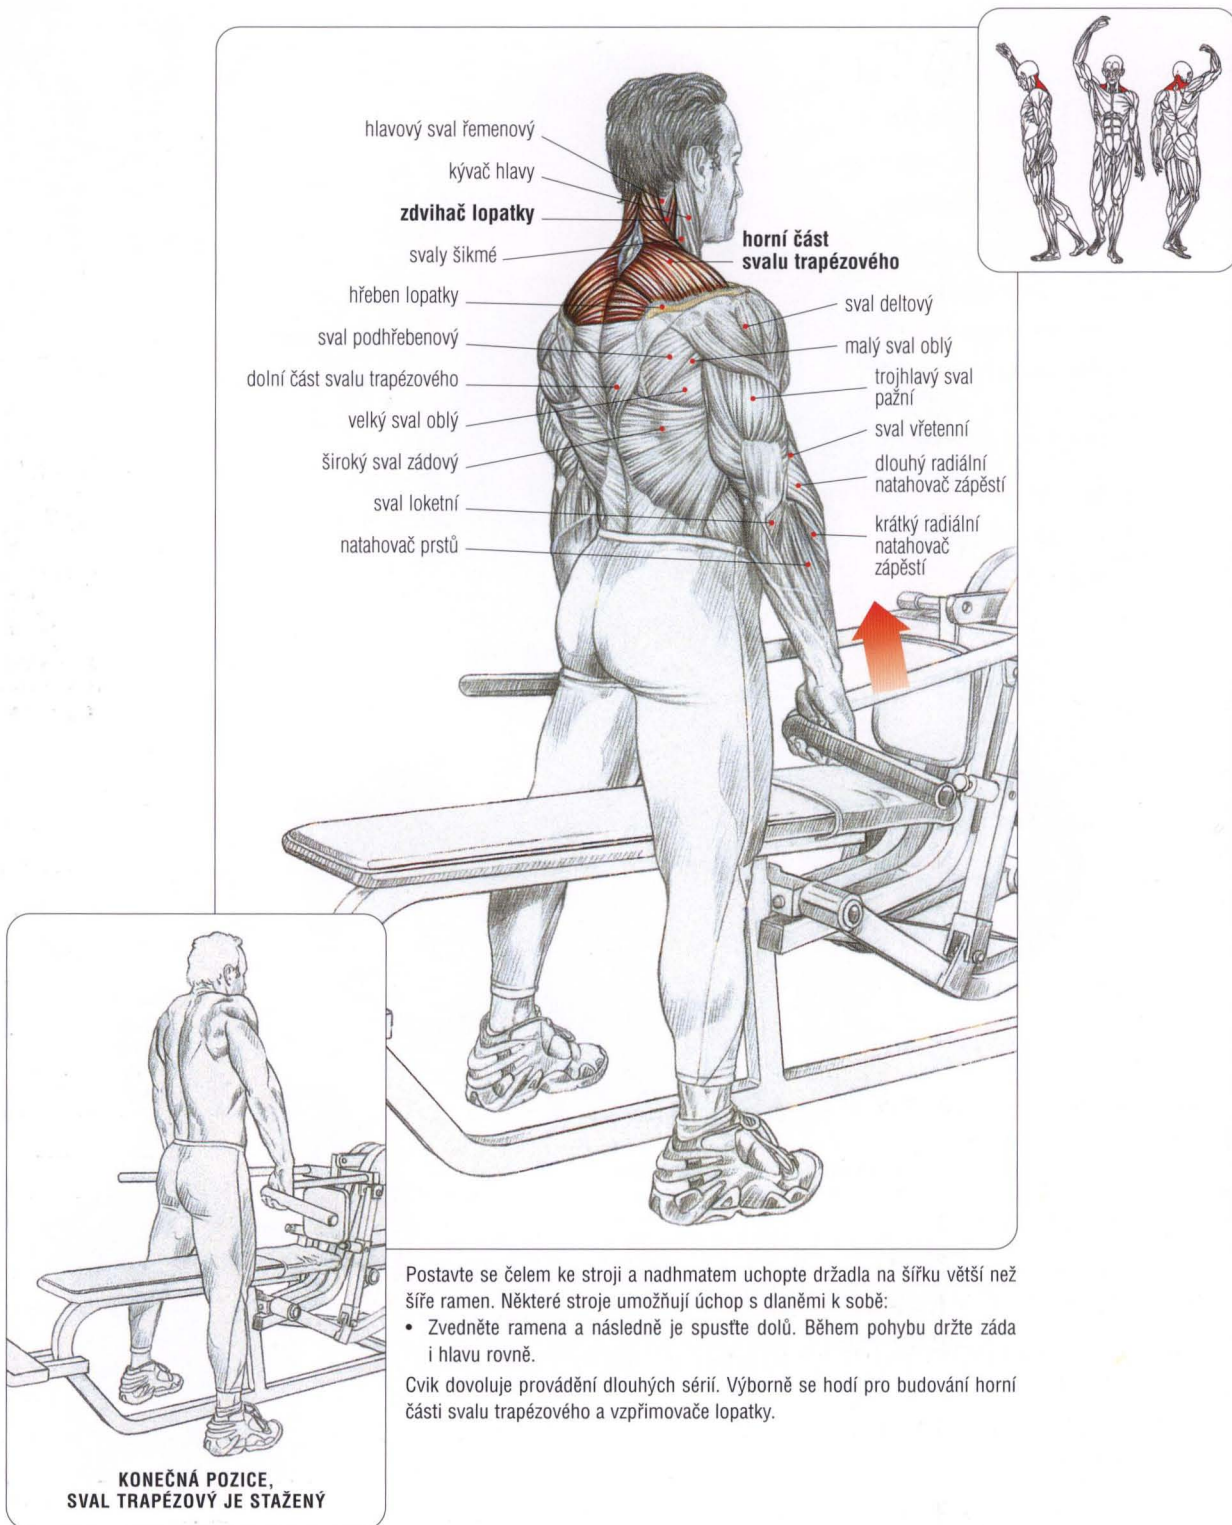 hlavový sval řemenový
kývač hlavy
zdvihač lopatky
svaly šikmé
hřeben lopatky
sval podhřebenový
dolní část svalu trapézového
velký sval oblý
široký sval zádový
sval loketní
natahovač prstů
horní část
svalu trapézového
sval deltový
malý sval oblý
trojhlavý sval
pažní
sval vřetenní
dlouhý radiální
natahovač zápěstí
krátký radiální
natahovač
zápěstí
KONEČNÁ POZICE,
SVAL TRAPÉZOVÝ JE STAŽENÝ
Postavte se čelem ke stroji a nadhmatem uchopte držadla na šířku větší než
šíře ramen. Některé stroje umožňují úchop s dlaněmi k sobě:
• Zvedněte ramena a následně je spusťte dolů. Během pohybu držte záda
i hlavu rovně.
Cvik dovoluje provádění dlouhých sérií. Výborně se hodí pro budování horní
části svalu trapézového a vzpřimovače lopatky.